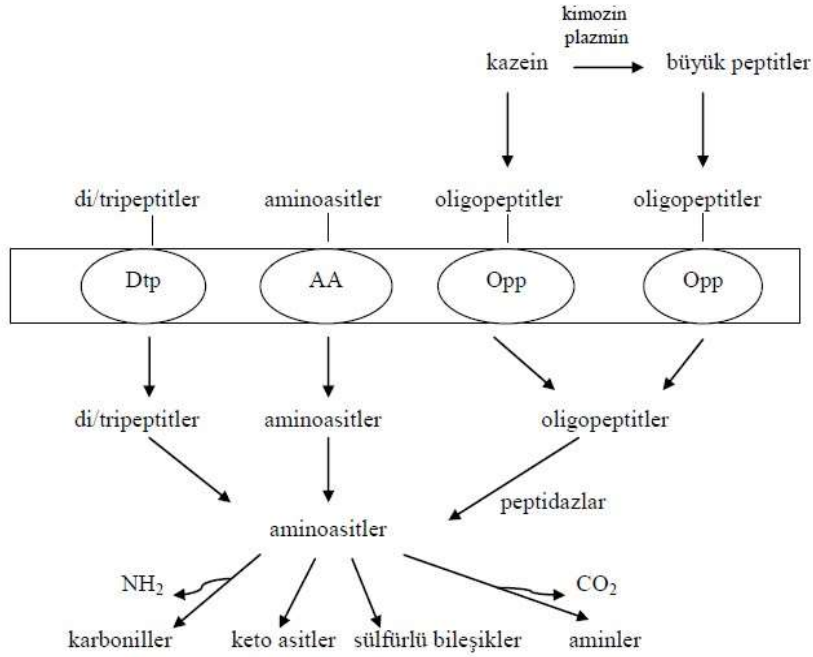 kimozin
plazmin
kazein büyük peptitler
di/tripeptitler aminoasitler oligopeptitler oligopeptitler
Dtp AA Opp Opp
di/tripeptitler aminoasitler oligopeptitler
peptidazlar
aminoasitler
NH₂ CO₂
karboniller keto asitler sülfürlü bileşikler aminler